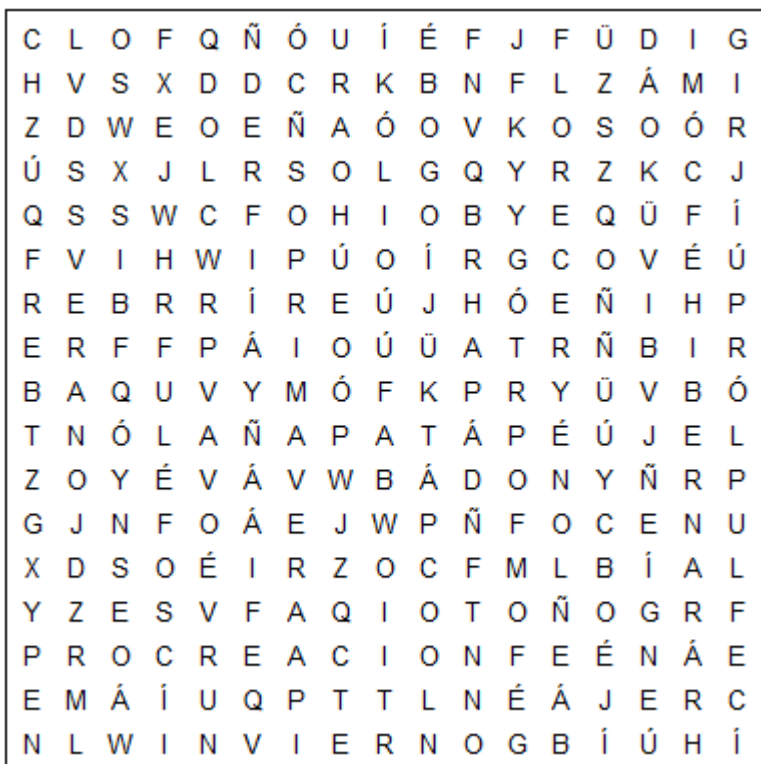 C L O F Q Ñ Ó U Í É F J F Ü D I G
H V S X D D C R K B N F L Z Á M I
Z D W E O E Ñ A Ó O V K O S O Ó R
Ú S X J L R S O L G Q Y R Z K C J
Q S S W C F O H I O B Y E Q Ü F Í
F V I H W I P Ú O Í R G C O V É Ú
R E B R R Í R E Ú J H Ó E Ñ I H P
E R F F P Á I O Ú Ü A T R Ñ B I R
B A Q U V Y M Ó F K P R Y Ü V B Ó
T N Ó L A Ñ A P A T Á P É Ú J E L
Z O Y É V Á V W B Á D O N Y Ñ R P
G J N F O Á E J W P Ñ F O C E N U
X D S O É I R Z O C F M L B Í A L
Y Z E S V F A Q I O T O Ñ O G R F
P R O C R E A C I O N F E É N Á E
E M Á Í U Q P T T L N É Á J E R C
N L W I N V I E R N O G B Í Ú H Í